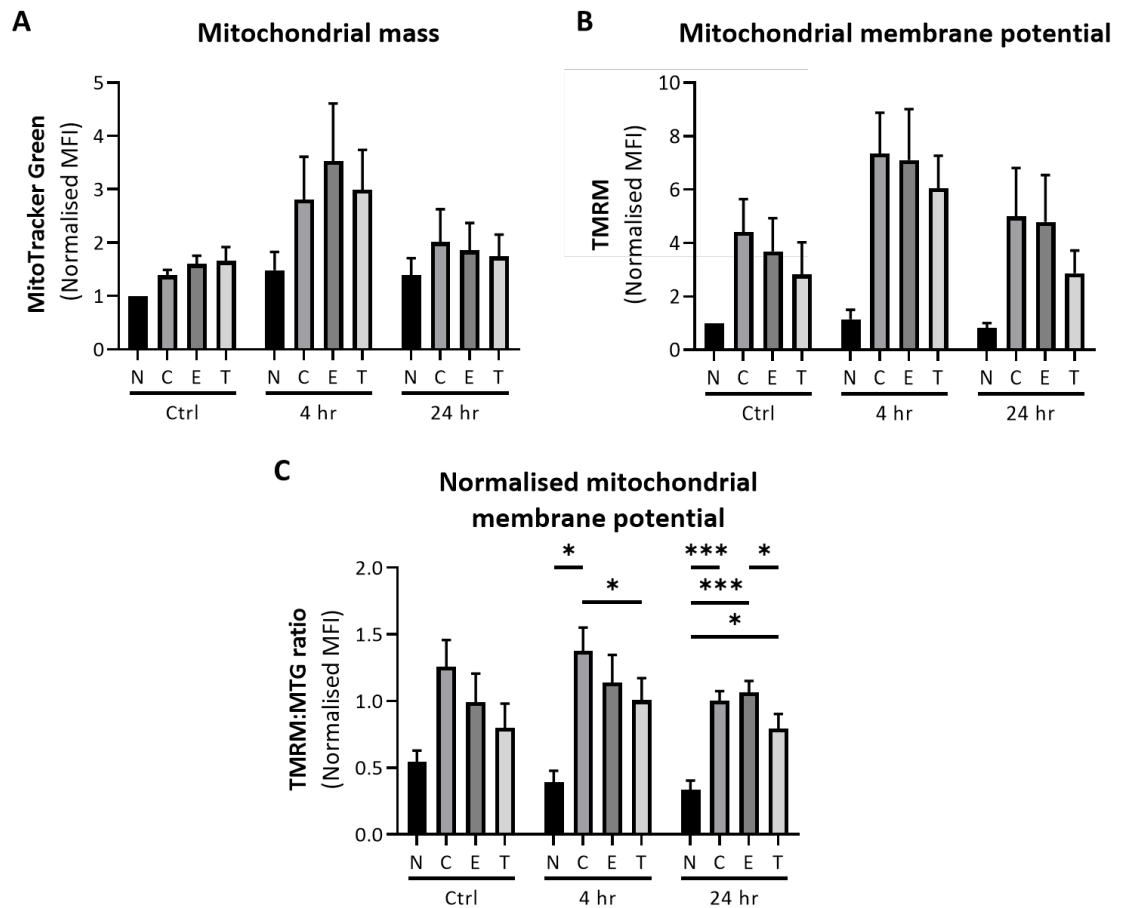 A
Mitochondrial mass
MitoTracker Green
(Normalised MFI)
5
4
3
2
1
0
N C E T N C E T N C E T
Ctrl 4 hr 24 hr
B
Mitochondrial membrane potential
TMRM
(Normalised MFI)
10
8
6
4
2
0
N C E T N C E T N C E T
Ctrl 4 hr 24 hr
C
Normalised mitochondrial
membrane potential
TMRM:MTG ratio
(Normalised MFI)
2.0
1.5
1.0
0.5
0.0
* *** *
* ***
*
N C E T N C E T N C E T
Ctrl 4 hr 24 hr